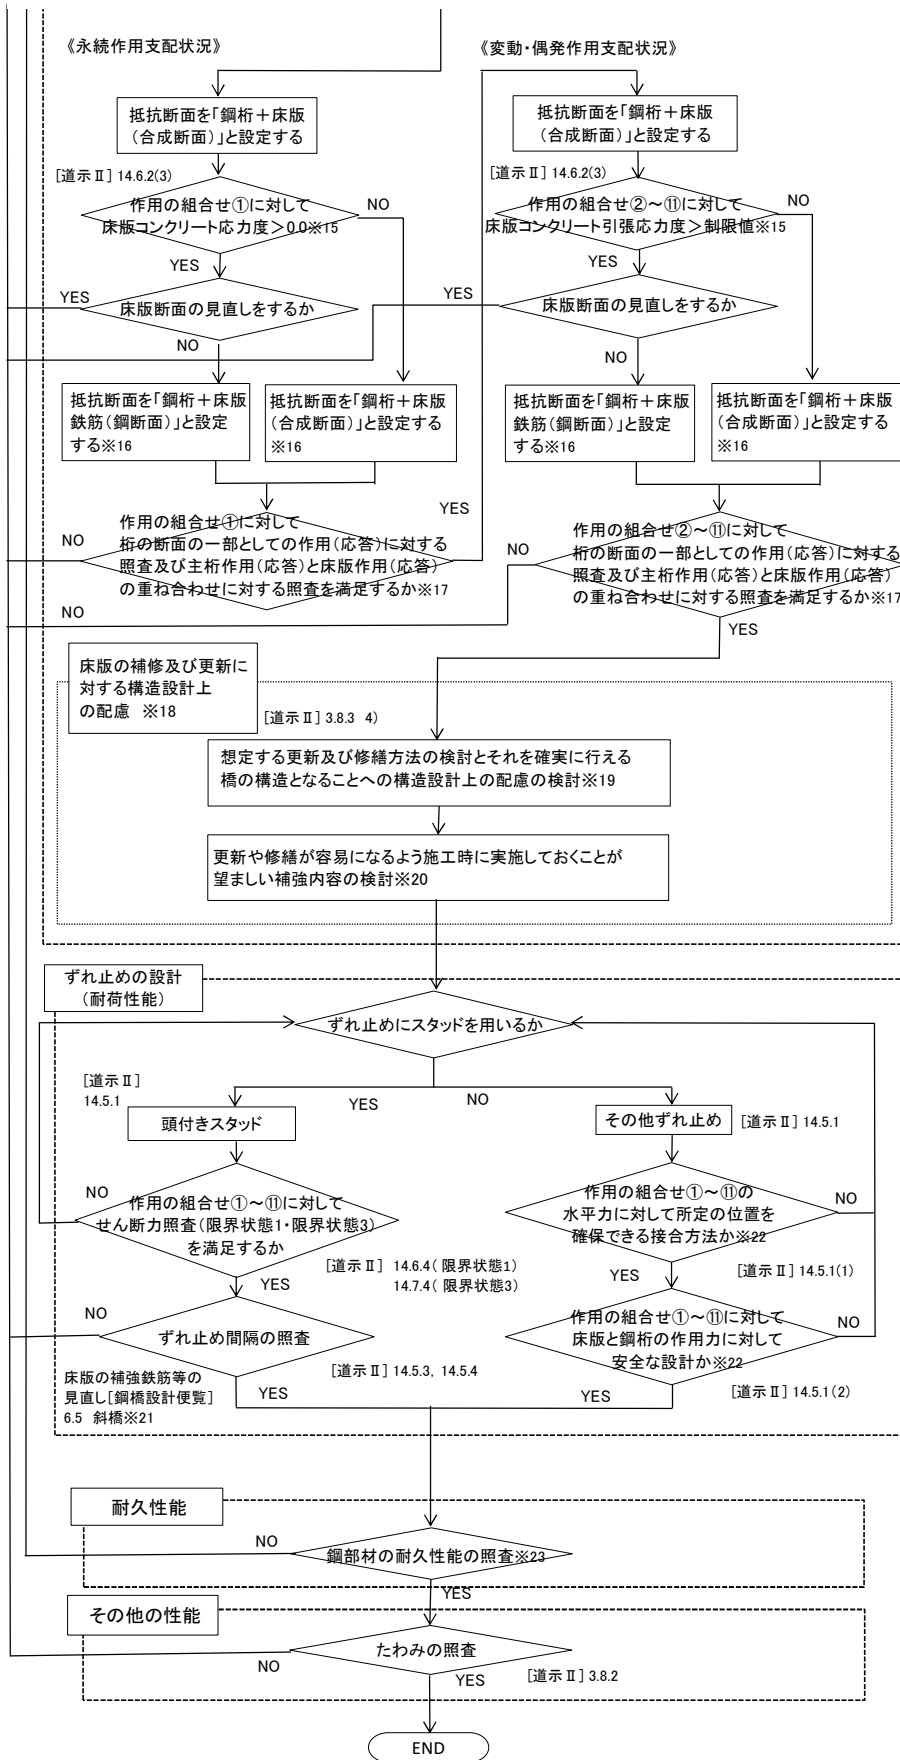 《永続作用支配状況》
《変動・偶発作用支配状況》
抵抗断面を「鋼桁+床版
(合成断面)」と設定する
抵抗断面を「鋼桁+床版
(合成断面)」と設定する
[道示Ⅱ] 14.6.2(3)
作用の組合せ①に対して
床版コンクリート応力度>0.0※15
NO
YES
[道示Ⅱ] 14.6.2(3)
作用の組合せ②~⑪に対して
床版コンクリート引張応力度>制限値※15
NO
YES
YES
床版断面の見直しをするか
NO
YES
床版断面の見直しをするか
NO
抵抗断面を「鋼桁+床版
鉄筋(鋼断面)」と設定
する※16
抵抗断面を「鋼桁+床版
(合成断面)」と設定する
※16
抵抗断面を「鋼桁+床版
鉄筋(鋼断面)」と設定
する※16
抵抗断面を「鋼桁+床版
(合成断面)」と設定する
※16
YES
NO
作用の組合せ①に対して
桁の断面の一部としての作用(応答)に対する
照査及び主桁作用(応答)と床版作用(応答)
の重ね合わせに対する照査を満足するか※17
NO
作用の組合せ②~⑪に対して
桁の断面の一部としての作用(応答)に対する
照査及び主桁作用(応答)と床版作用(応答)
の重ね合わせに対する照査を満足するか※17
NO
YES
床版の補修及び更新に
対する構造設計上
の配慮 ※18
[道示Ⅱ] 3.8.3 4)
想定する更新及び修繕方法の検討とそれを確実に行える
橋の構造となることへの構造設計上の配慮の検討※19
更新や修繕が容易になるよう施工時に実施しておくことが
望ましい補強内容の検討※20
ずれ止めの設計
(耐荷性能)
ずれ止めにスタッドを用いるか
YES
NO
[道示Ⅱ]
14.5.1
頭付きスタッド
その他ずれ止め
[道示Ⅱ] 14.5.1
NO
作用の組合せ①~⑪に対して
せん断力照査(限界状態1・限界状態3)
を満足するか
YES
[道示Ⅱ] 14.6.4(限界状態1)
14.7.4(限界状態3)
作用の組合せ①~⑪の
水平力に対して所定の位置を
確保できる接合方法か※22
NO
YES
[道示Ⅱ] 14.5.1(1)
NO
ずれ止め間隔の照査
[道示Ⅱ] 14.5.3, 14.5.4
YES
作用の組合せ①~⑪に対して
床版と鋼桁の作用力に対して
安全な設計か※22
NO
YES
[道示Ⅱ] 14.5.1(2)
床版の補強鉄筋等の
見直し[鋼橋設計便覧]
6.5 斜橋※21
耐久性能
NO
鋼部材の耐久性能の照査※23
YES
その他の性能
たわみの照査
NO
YES
[道示Ⅱ] 3.8.2
END